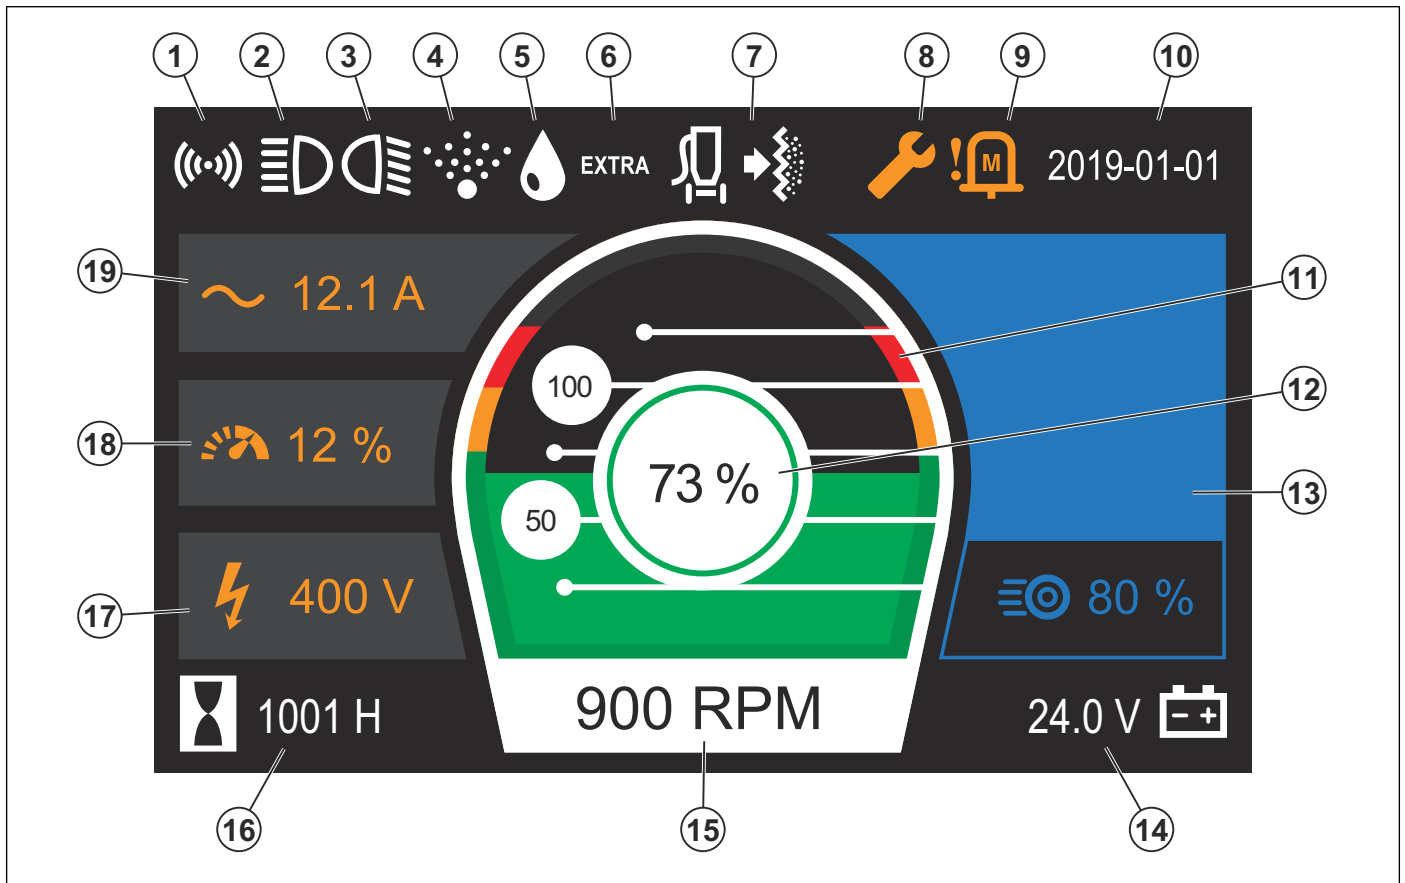 1 2 3 4 5 6 7 8 9 10
EXTRA ! M 2019-01-01
19 12.1 A 11
100 12
18 12 % 73 % 13
50
17 400 V 80 %
1001 H 900 RPM 24.0 V - +
16 15 14